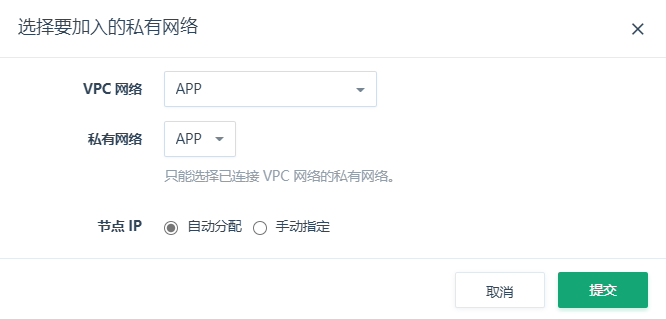 选择要加入的私有网络
VPC 网络 APP
私有网络 APP
只能选择已连接 VPC 网络的私有网络。
节点 IP 自动分配 手动指定
取消 提交